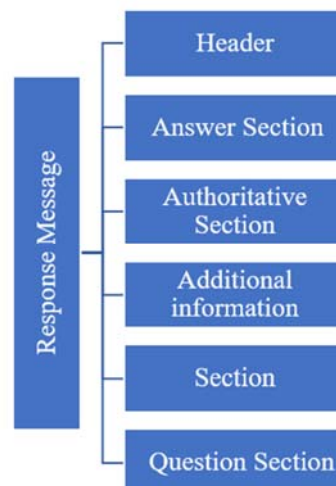 Response Message
Header
Answer Section
Authoritative
Section
Additional
information
Section
Question Section